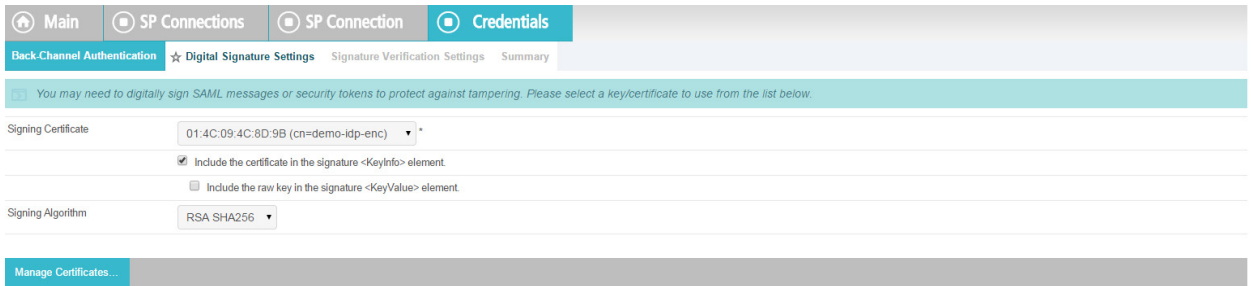 Main SP Connections SP Connection Credentials
Back-Channel Authentication Digital Signature Settings Signature Verification Settings Summary
You may need to digitally sign SAML messages or security tokens to protect against tampering. Please select a key/certificate to use from the list below.
Signing Certificate 01:4C:09:4C:8D:9B (cn=demo-idp-enc) *
Include the certificate in the signature <KeyInfo> element.
Include the raw key in the signature <KeyValue> element.
Signing Algorithm RSA SHA256
Manage Certificates...